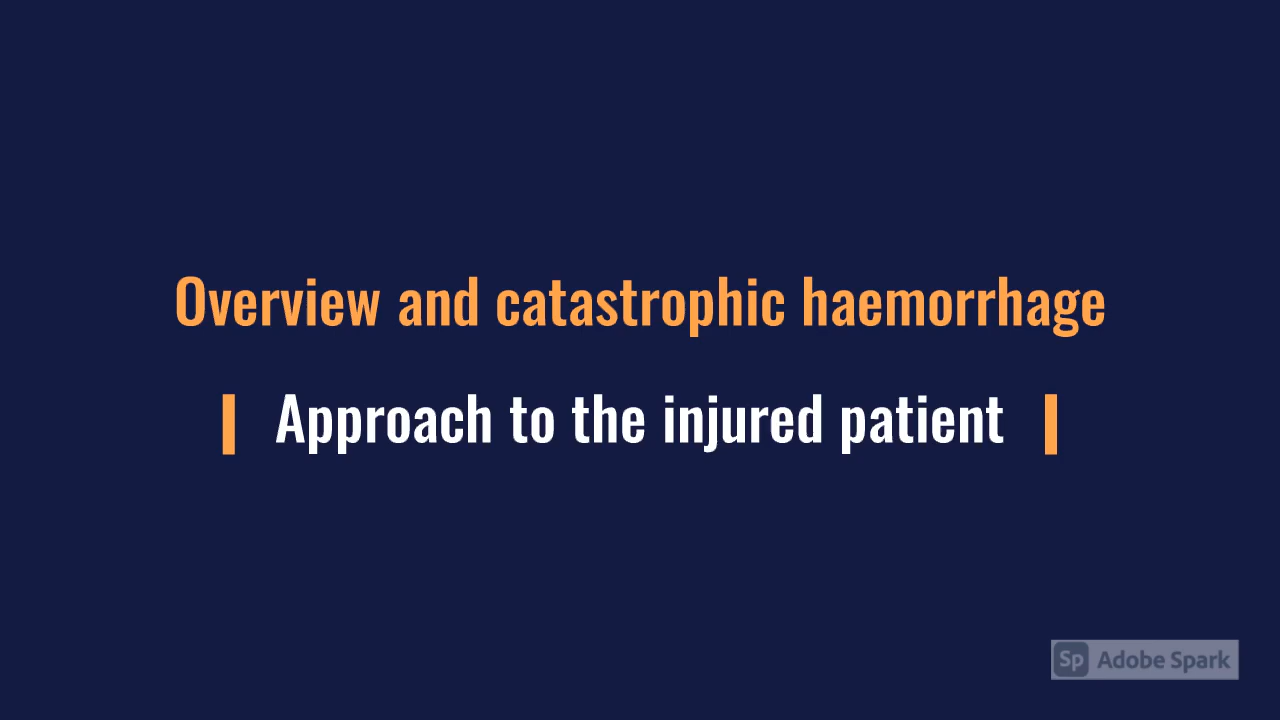 Overview and catastrophic haemorrhage
Approach to the injured patient
Sp Adobe Spark